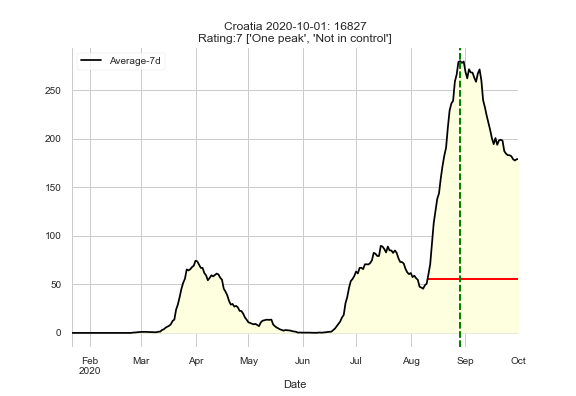 Croatia 2020-10-01: 16827
Rating:7 ['One peak', 'Not in control']
Average-7d
250
200
150
100
50
0
Feb Mar Apr May Jun Jul Aug Sep Oct
2020
Date